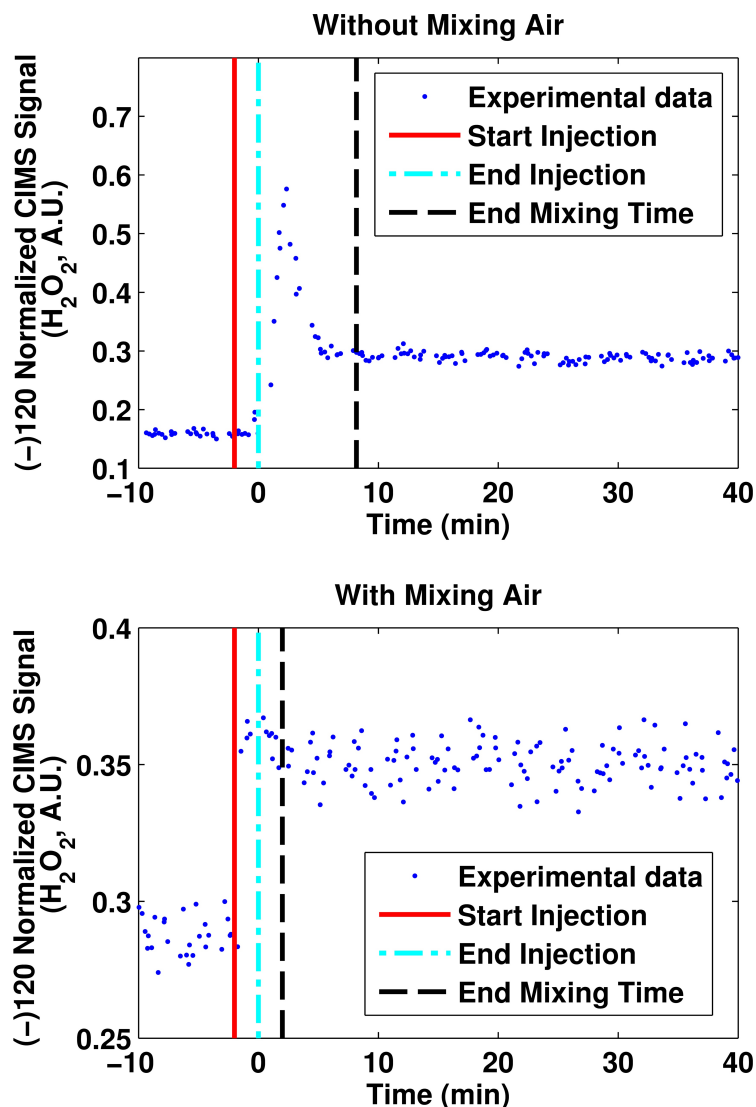 Without Mixing Air
(−)120 Normalized CIMS Signal
(H₂O₂, A.U.)
0.7
0.6
0.5
0.4
0.3
0.2
0.1
Experimental data
Start Injection
End Injection
End Mixing Time
−10 0 10 20 30 40
Time (min)
With Mixing Air
(−)120 Normalized CIMS Signal
(H₂O₂, A.U.)
0.4
0.35
0.3
0.25
Experimental data
Start Injection
End Injection
End Mixing Time
−10 0 10 20 30 40
Time (min)